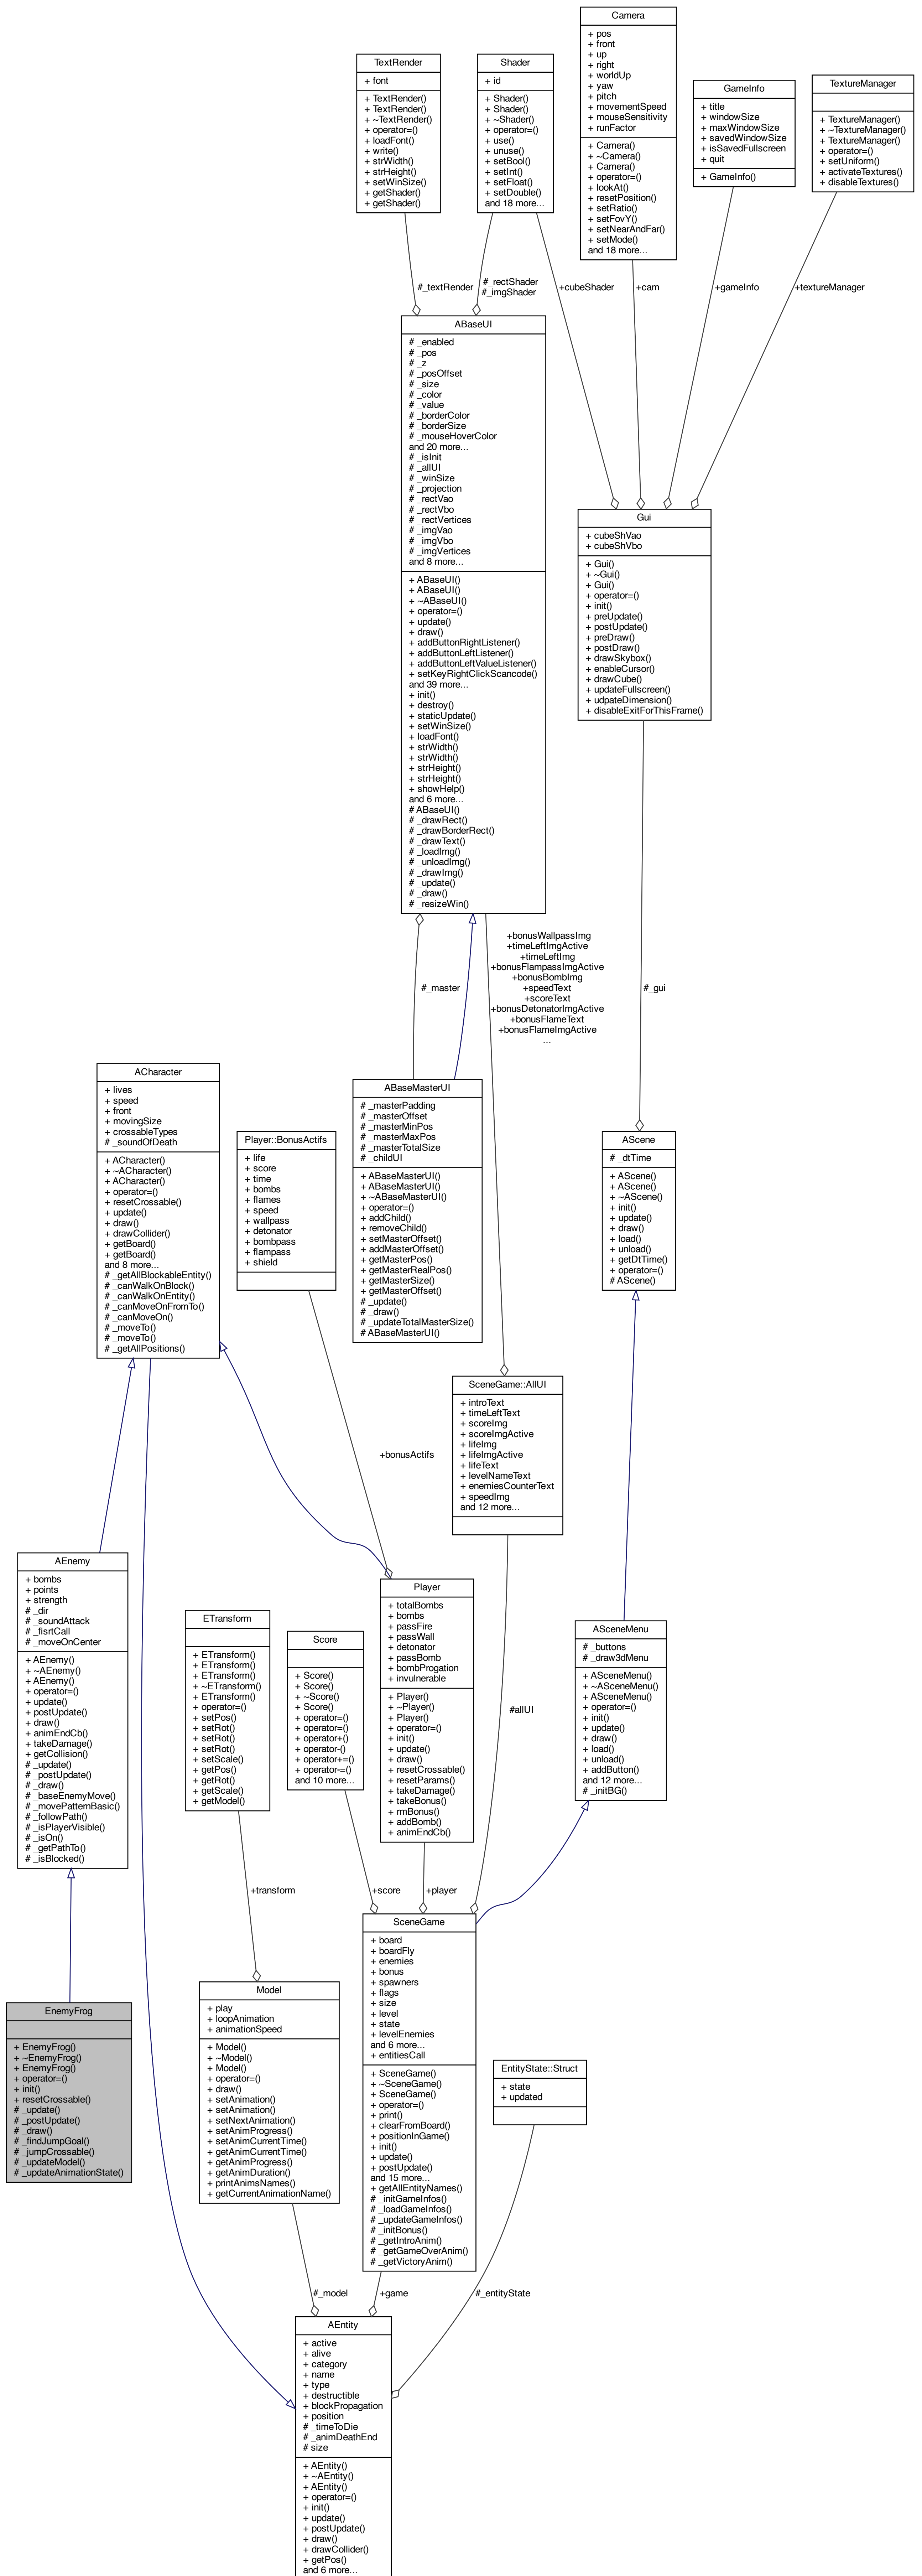 Camera
+ pos
+ front
+ up
+ right
+ worldUp
+ yaw
+ pitch
+ movementSpeed
+ mouseSensitivity
+ runFactor
+ Camera()
+ ~Camera()
+ Camera()
+ operator=()
+ lookAt()
+ resetPosition()
+ setRatio()
+ setFovY()
+ setNearAndFar()
+ setMode()
and 18 more...
TextRender
+ font
+ TextRender()
+ TextRender()
+ ~TextRender()
+ operator=()
+ loadFont()
+ write()
+ strWidth()
+ strHeight()
+ setWinSize()
+ getShader()
+ getShader()
Shader
+ id
+ Shader()
+ Shader()
+ ~Shader()
+ operator=()
+ use()
+ unuse()
+ setBool()
+ setInt()
+ setFloat()
+ setDouble()
and 18 more...
GameInfo
+ title
+ windowSize
+ maxWindowSize
+ savedWindowSize
+ isSavedFullscreen
+ quit
+ GameInfo()
TextureManager
+ TextureManager()
+ ~TextureManager()
+ TextureManager()
+ operator=()
+ setUniform()
+ activateTextures()
+ disableTextures()
#_textRender
#_rectShader
#_imgShader
+cubeShader
+cam
+gameInfo
+textureManager
ABaseUI
# _enabled
# _pos
# _z
# _posOffset
# _size
# _color
# _value
# _borderColor
# _borderSize
# _mouseHoverColor
and 20 more...
# _isInit
# _allUI
# _winSize
# _projection
# _rectVao
# _rectVbo
# _rectVertices
# _imgVao
# _imgVbo
# _imgVertices
and 8 more...
+ ABaseUI()
+ ABaseUI()
+ ~ABaseUI()
+ operator=()
+ update()
+ draw()
+ addButtonRightListener()
+ addButtonLeftListener()
+ addButtonLeftValueListener()
+ setKeyRightClickScancode()
and 39 more...
+ init()
+ destroy()
+ staticUpdate()
+ setWinSize()
+ loadFont()
+ strWidth()
+ strWidth()
+ strHeight()
+ strHeight()
+ showHelp()
and 6 more...
# ABaseUI()
# _drawRect()
# _drawBorderRect()
# _drawText()
# _loadImg()
# _unloadImg()
# _drawImg()
# _update()
# _draw()
# _resizeWin()
Gui
+ cubeShVao
+ cubeShVbo
+ Gui()
+ ~Gui()
+ Gui()
+ operator=()
+ init()
+ preUpdate()
+ postUpdate()
+ preDraw()
+ postDraw()
+ drawSkybox()
+ enableCursor()
+ drawCube()
+ updateFullscreen()
+ udpateDimension()
+ disableExitForThisFrame()
#_master
+bonusWallpassImg
+timeLeftImgActive
+timeLeftImg
+bonusFlampassImgActive
+bonusBombImg
+speedText
+scoreText
+bonusDetonatorImgActive
+bonusFlameText
+bonusFlameImgActive
...
#_gui
ACharacter
+ lives
+ speed
+ front
+ movingSize
+ crossableTypes
# _soundOfDeath
+ ACharacter()
+ ~ACharacter()
+ ACharacter()
+ operator=()
+ resetCrossable()
+ update()
+ draw()
+ drawCollider()
+ getBoard()
+ getBoard()
and 8 more...
# _getAllBlockableEntity()
# _canWalkOnBlock()
# _canWalkOnEntity()
# _canMoveOnFromTo()
# _canMoveOn()
# _moveTo()
# _moveTo()
# _getAllPositions()
Player::BonusActifs
+ life
+ score
+ time
+ bombs
+ flames
+ speed
+ wallpass
+ detonator
+ bombpass
+ flampass
+ shield
ABaseMasterUI
# _masterPadding
# _masterOffset
# _masterMinPos
# _masterMaxPos
# _masterTotalSize
# _childUI
+ ABaseMasterUI()
+ ABaseMasterUI()
+ ~ABaseMasterUI()
+ operator=()
+ addChild()
+ removeChild()
+ setMasterOffset()
+ addMasterOffset()
+ getMasterPos()
+ getMasterRealPos()
+ getMasterSize()
+ getMasterOffset()
# _update()
# _draw()
# _updateTotalMasterSize()
# ABaseMasterUI()
AScene
# _dtTime
+ AScene()
+ AScene()
+ ~AScene()
+ init()
+ update()
+ draw()
+ load()
+ unload()
+ getDtTime()
+ operator=()
# AScene()
SceneGame::AllUI
+ introText
+ timeLeftText
+ scoreImg
+ scoreImgActive
+ lifeImg
+ lifeImgActive
+ lifeText
+ levelNameText
+ enemiesCounterText
+ speedImg
and 12 more...
+bonusActifs
AEnemy
+ bombs
+ points
+ strength
# _dir
# _soundAttack
# _fisrtCall
# _moveOnCenter
+ AEnemy()
+ ~AEnemy()
+ AEnemy()
+ operator=()
+ update()
+ postUpdate()
+ draw()
+ animEndCb()
+ takeDamage()
+ getCollision()
# _update()
# _postUpdate()
# _draw()
# _baseEnemyMove()
# _movePatternBasic()
# _followPath()
# _isPlayerVisible()
# _isOn()
# _getPathTo()
# _isBlocked()
ETransform
+ ETransform()
+ ETransform()
+ ETransform()
+ ~ETransform()
+ ETransform()
+ operator=()
+ setPos()
+ setRot()
+ setRot()
+ setScale()
+ getPos()
+ getRot()
+ getScale()
+ getModel()
Score
+ Score()
+ Score()
+ ~Score()
+ Score()
+ operator=()
+ operator=()
+ operator+()
+ operator-()
+ operator+=()
+ operator-=()
and 10 more...
Player
+ totalBombs
+ bombs
+ passFire
+ passWall
+ detonator
+ passBomb
+ bombProgation
+ invulnerable
+ Player()
+ ~Player()
+ Player()
+ operator=()
+ init()
+ update()
+ draw()
+ resetCrossable()
+ resetParams()
+ takeDamage()
+ takeBonus()
+ rmBonus()
+ addBomb()
+ animEndCb()
#allUI
ASceneMenu
# _buttons
# _draw3dMenu
+ ASceneMenu()
+ ~ASceneMenu()
+ ASceneMenu()
+ operator=()
+ init()
+ update()
+ draw()
+ load()
+ unload()
+ addButton()
and 12 more...
# _initBG()
+transform
+score
+player
EnemyFrog
+ EnemyFrog()
+ ~EnemyFrog()
+ EnemyFrog()
+ operator=()
+ init()
+ resetCrossable()
# _update()
# _postUpdate()
# _draw()
# _findJumpGoal()
# _jumpCrossable()
# _updateModel()
# _updateAnimationState()
Model
+ play
+ loopAnimation
+ animationSpeed
+ Model()
+ ~Model()
+ Model()
+ operator=()
+ draw()
+ setAnimation()
+ setAnimation()
+ setNextAnimation()
+ setAnimProgress()
+ setAnimCurrentTime()
+ getAnimCurrentTime()
+ getAnimProgress()
+ getAnimDuration()
+ printAnimsNames()
+ getCurrentAnimationName()
SceneGame
+ board
+ boardFly
+ enemies
+ bonus
+ spawners
+ flags
+ size
+ level
+ state
+ levelEnemies
and 6 more...
+ entitiesCall
+ SceneGame()
+ ~SceneGame()
+ SceneGame()
+ operator=()
+ print()
+ clearFromBoard()
+ positionInGame()
+ init()
+ update()
+ postUpdate()
and 15 more...
+ getAllEntityNames()
# _initGameInfos()
# _loadGameInfos()
# _updateGameInfos()
# _initBonus()
# _getIntroAnim()
# _getGameOverAnim()
# _getVictoryAnim()
EntityState::Struct
+ state
+ updated
#_model
+game
#_entityState
AEntity
+ active
+ alive
+ category
+ name
+ type
+ destructible
+ blockPropagation
+ position
# _timeToDie
# _animDeathEnd
# size
+ AEntity()
+ ~AEntity()
+ AEntity()
+ operator=()
+ init()
+ update()
+ postUpdate()
+ draw()
+ drawCollider()
+ getPos()
and 6 more...